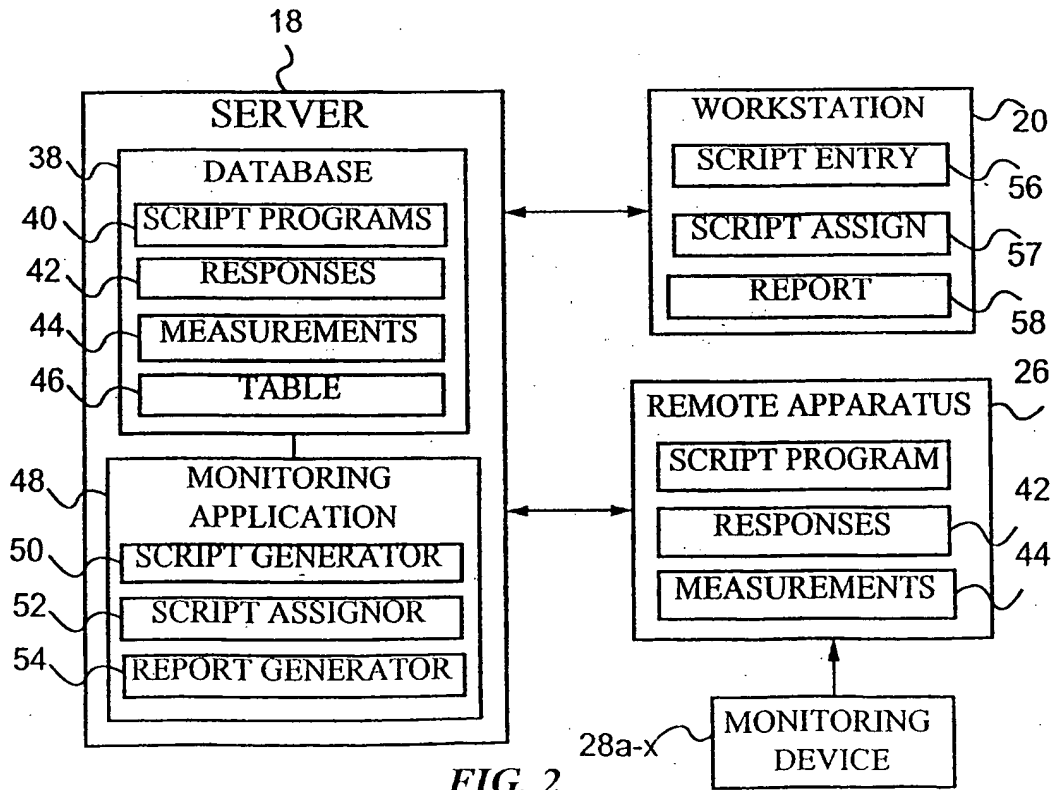 18
SERVER
38
DATABASE
40
SCRIPT PROGRAMS
42
RESPONSES
44
MEASUREMENTS
46
TABLE
48
MONITORING
APPLICATION
50
SCRIPT GENERATOR
52
SCRIPT ASSIGNOR
54
REPORT GENERATOR
WORKSTATION
20
SCRIPT ENTRY
56
SCRIPT ASSIGN
57
REPORT
58
26
REMOTE APPARATUS
SCRIPT PROGRAM
42
RESPONSES
44
MEASUREMENTS
28a-x
MONITORING
DEVICE
FIG. 2